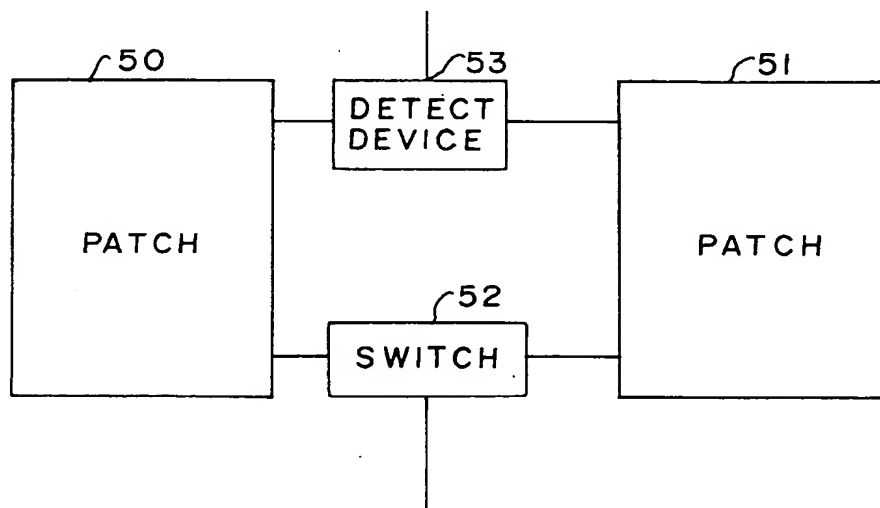 50
53
51
DETECT
DEVICE
PATCH
PATCH
52
SWITCH